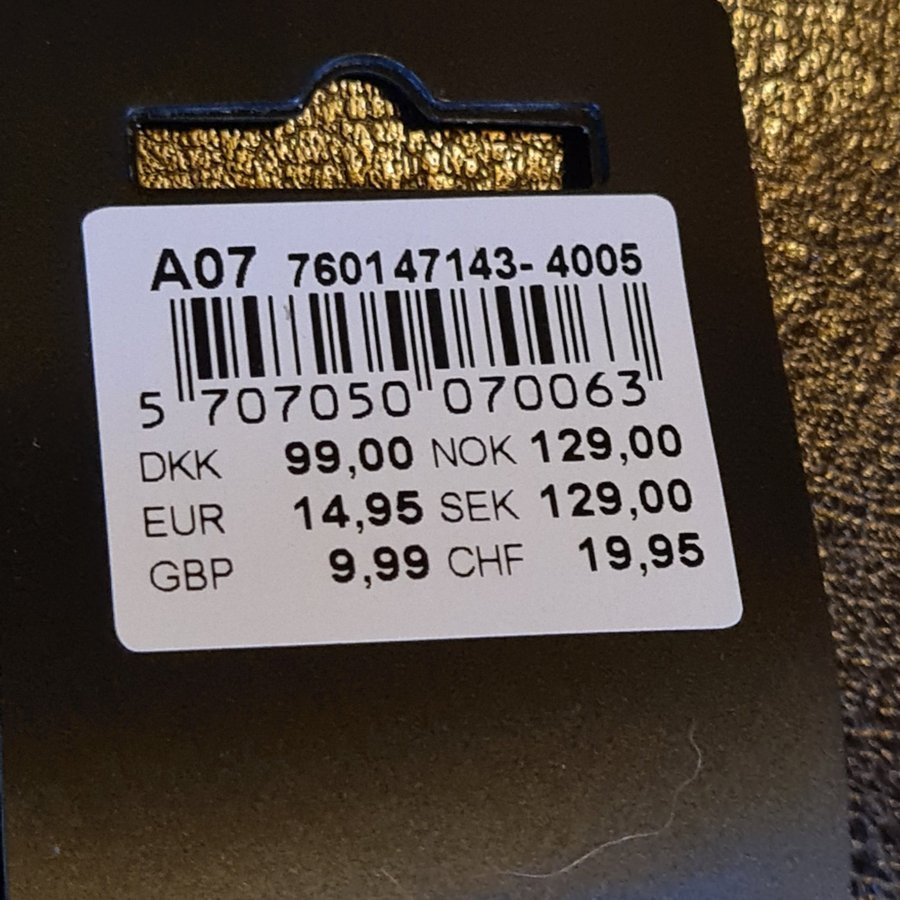 A07 760147143-4005
5 707050 070063
DKK 99,00 NOK 129,00
EUR 14,95 SEK 129,00
GBP 9,99 CHF 19,95